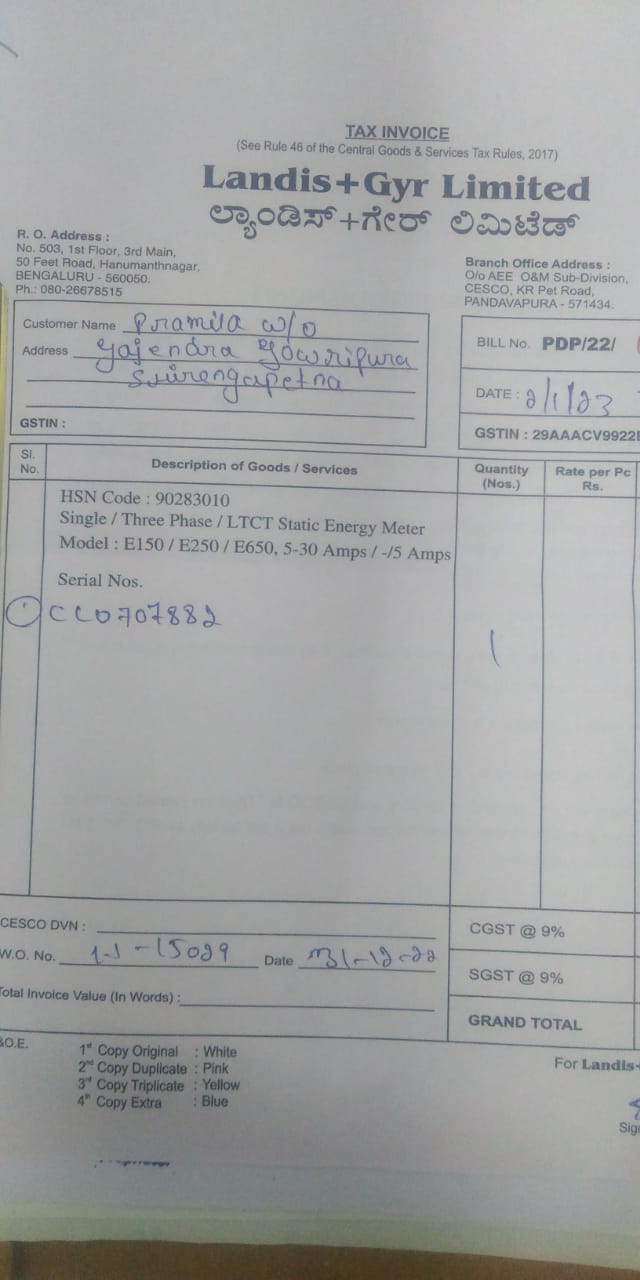 TAX INVOICE
(See Rule 46 of the Central Goods & Services Tax Rules, 2017)
Landis+Gyr Limited
ಲ್ಯಾಂಡಿಸ್+ಗೇರ್ ಲಿಮಿಟೆಡ್
R. O. Address :
No. 503, 1st Floor, 3rd Main,
50 Feet Road, Hanumanthnagar,
BENGALURU - 560050.
Ph.: 080-26678515
Branch Office Address :
O/o AEE O&M Sub-Division,
CESCO, KR Pet Road,
PANDAVAPURA - 571434.
Customer Name Pramila w/o
Address Gajendra Gowripura
GSTIN :
BILL No. PDP/22/
DATE : 2/1/23
GSTIN : 29AAACV9922
Sl. No.
Description of Goods / Services
Quantity (Nos.)
Rate per Pc Rs.
HSN Code : 90283010
Single / Three Phase / LTCT Static Energy Meter
Model : E150 / E250 / E650, 5-30 Amps / -/5 Amps
Serial Nos.
1 CC0707882
1
CESCO DVN :
W.O. No. Date 31-12-22
Total Invoice Value (In Words) :
CGST @ 9%
SGST @ 9%
GRAND TOTAL
&O.E.
1st Copy Original : White
2nd Copy Duplicate : Pink
3rd Copy Triplicate : Yellow
4th Copy Extra : Blue
For Landis+